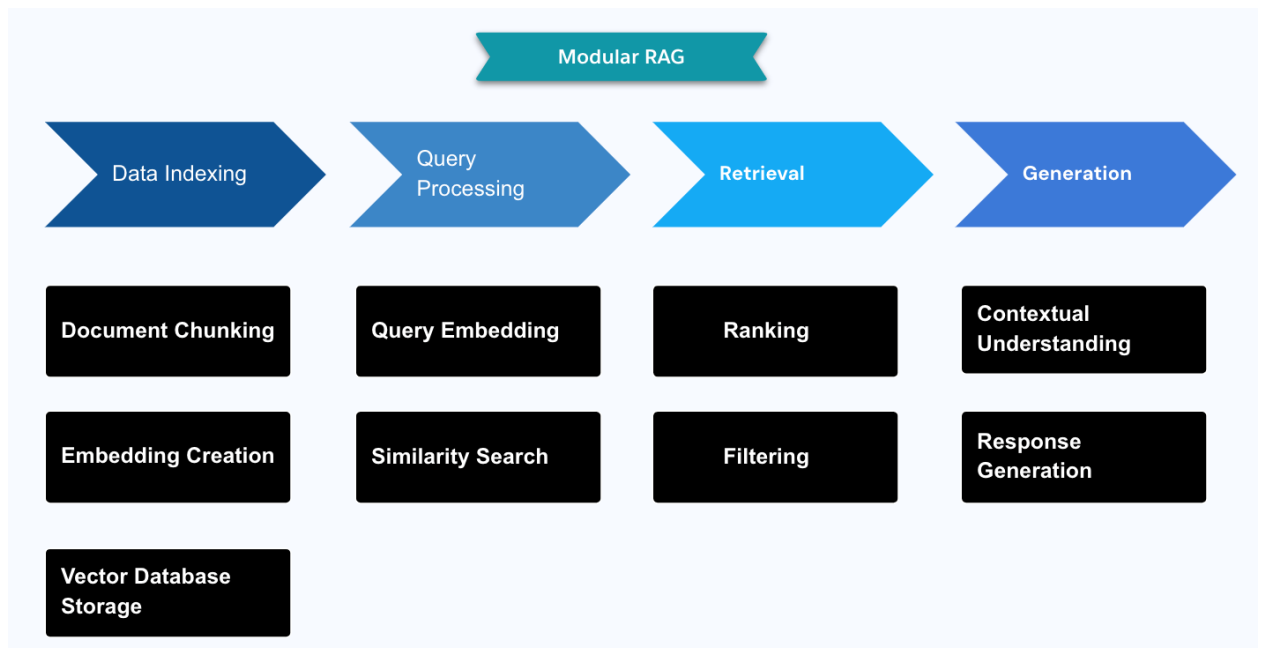 Modular RAG
Data Indexing
Query
Processing
Retrieval
Generation
Document Chunking
Query Embedding
Ranking
Contextual
Understanding
Embedding Creation
Similarity Search
Filtering
Response
Generation
Vector Database
Storage